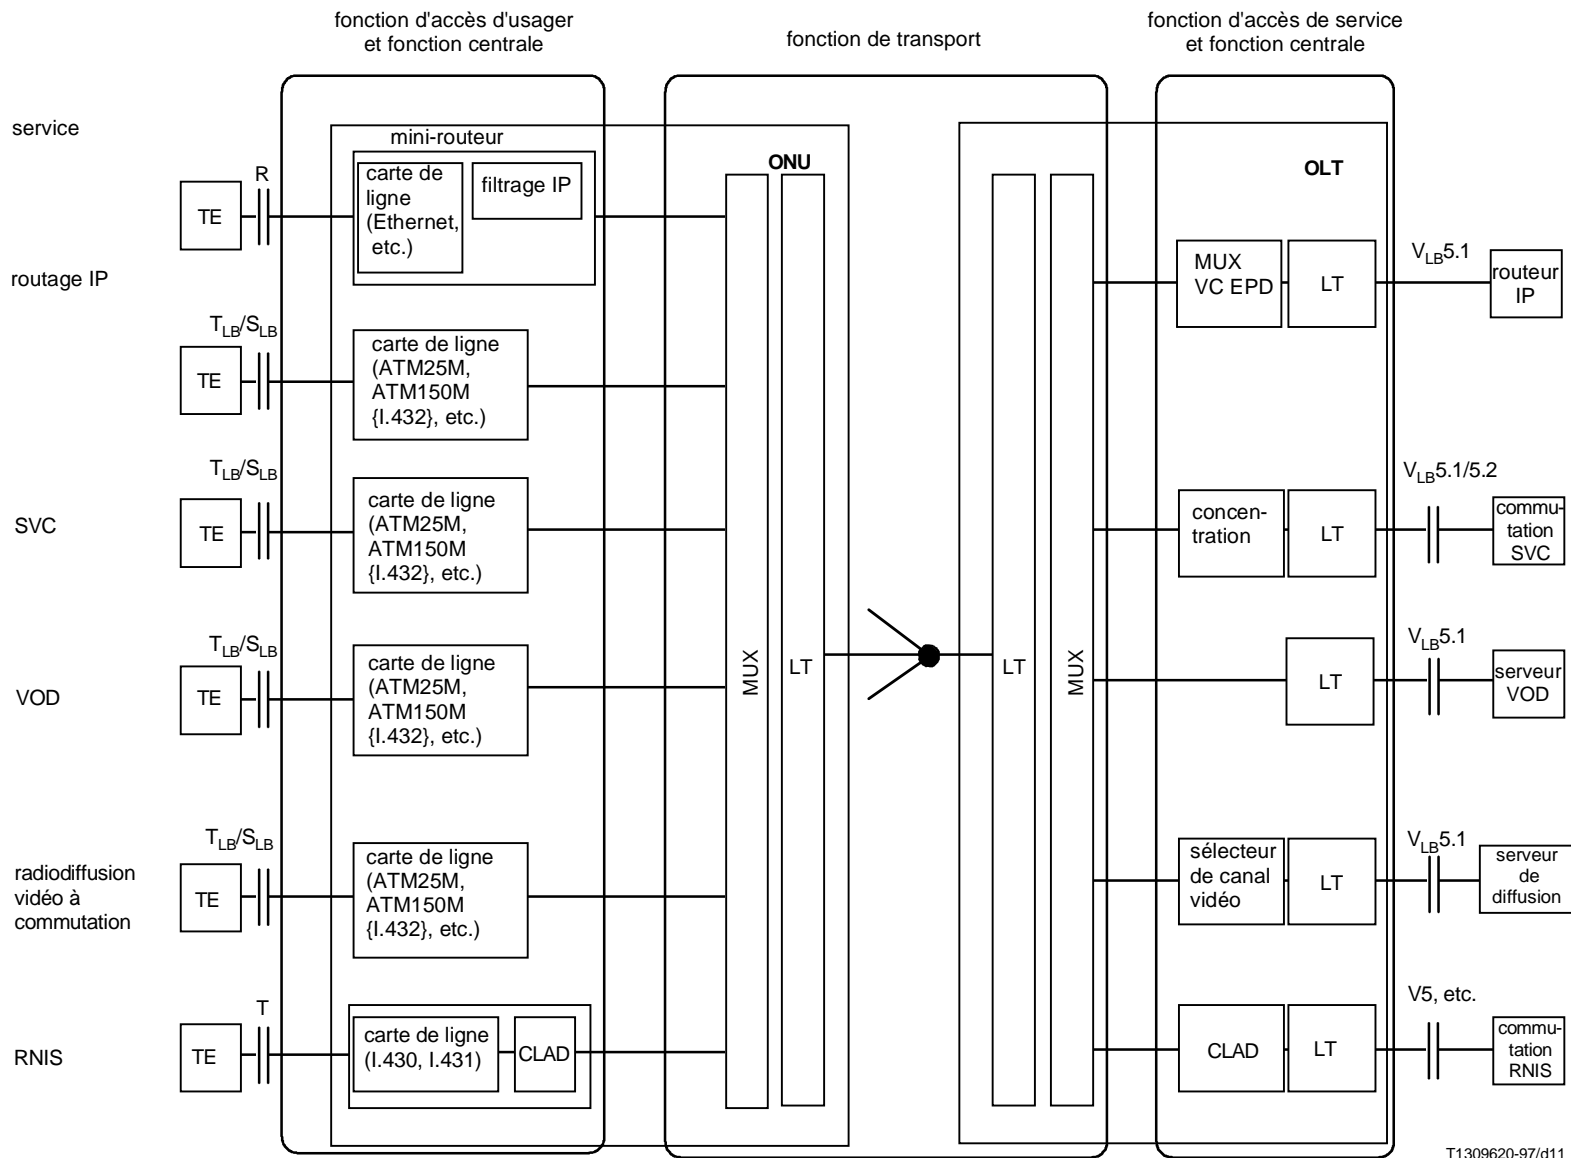 fonction d'accès d'usager
et fonction centrale
fonction de transport
fonction d'accès de service
et fonction centrale
service
mini-routeur
ONU
OLT
R
TE
carte de
ligne
(Ethernet,
etc.)
filtrage IP
routage IP
MUX
VC EPD
LT
VLB5.1
routeur
IP
TLB/SLB
TE
carte de ligne
(ATM25M,
ATM150M
{I.432}, etc.)
SVC
TLB/SLB
TE
carte de ligne
(ATM25M,
ATM150M
{I.432}, etc.)
concen-
tration
LT
VLB5.1/5.2
commu-
tation
SVC
VOD
TLB/SLB
TE
carte de ligne
(ATM25M,
ATM150M
{I.432}, etc.)
MUX
LT
LT
MUX
LT
VLB5.1
serveur
VOD
radiodiffusion
vidéo à
commutation
TLB/SLB
TE
carte de ligne
(ATM25M,
ATM150M
{I.432}, etc.)
sélecteur
de canal
vidéo
LT
VLB5.1
serveur
de
diffusion
RNIS
T
TE
carte de ligne
(I.430, I.431)
CLAD
CLAD
LT
V5, etc.
commu-
tation
RNIS
T1309620-97/d11